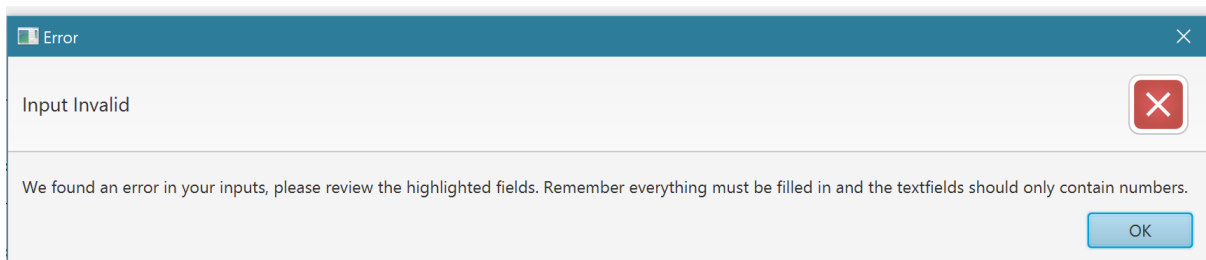 Error
Input Invalid
We found an error in your inputs, please review the highlighted fields. Remember everything must be filled in and the textfields should only contain numbers.
OK